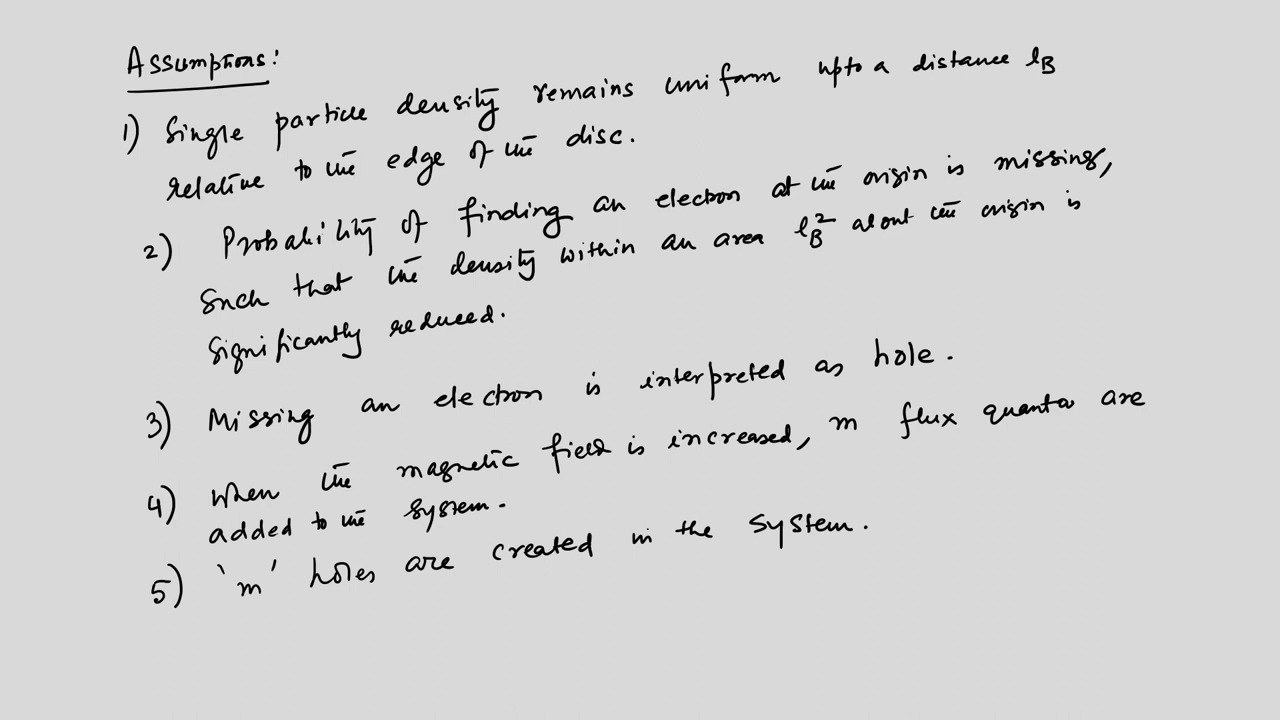 Assumptions:
1) Single particle density remains uniform upto a distance l_B
relative to the edge of the disc.
2) Probability of finding an electron at the origin is missing,
such that the density within an area l_B^2 about the origin is
significantly reduced.
3) Missing an electron is interpreted as hole.
4) When the magnetic field is increased, m flux quanta are
added to the system.
5) 'm' holes are created in the system.